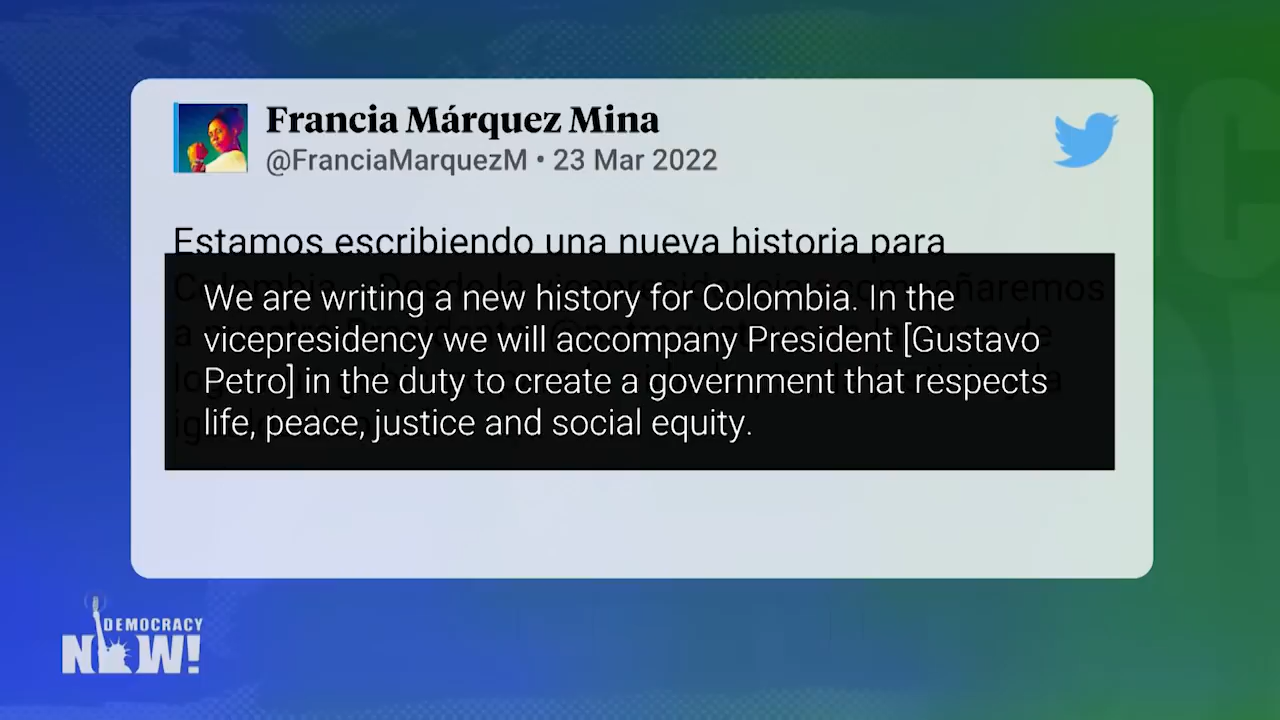 Francia Márquez Mina
@FranciaMarquezM • 23 Mar 2022
Estamos escribiendo una nueva historia para
We are writing a new history for Colombia. In the
vicepresidency we will accompany President [Gustavo
Petro] in the duty to create a government that respects
life, peace, justice and social equity.
DEMOCRACY
NOW!